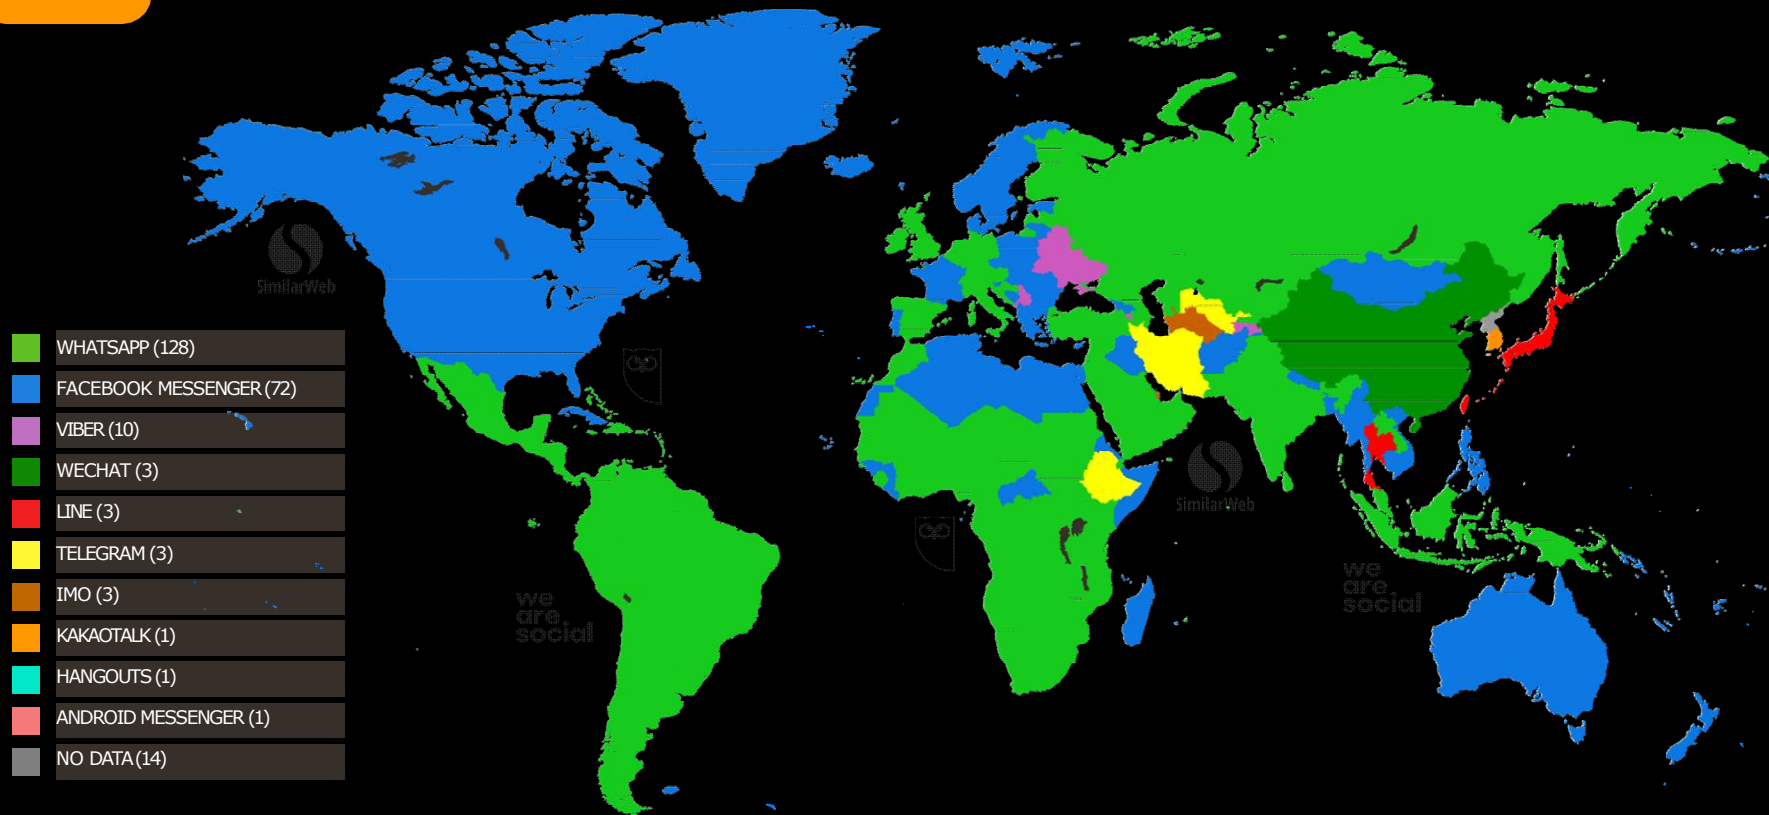 SimilarWeb
WHATSAPP (128)
FACEBOOK MESSENGER (72)
VIBER (10)
WECHAT (3)
LINE (3)
TELEGRAM (3)
IMO (3)
KAKAOTALK (1)
HANGOUTS (1)
ANDROID MESSENGER (1)
NO DATA (14)
we
are
social
SimilarWeb
we
are
social